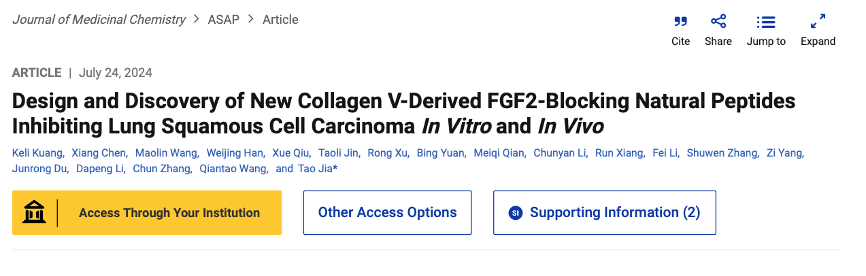 Journal of Medicinal Chemistry > ASAP > Article
Cite Share Jump to Expand
ARTICLE | July 24, 2024
Design and Discovery of New Collagen V-Derived FGF2-Blocking Natural Peptides
Inhibiting Lung Squamous Cell Carcinoma In Vitro and In Vivo
Keli Kuang, Xiang Chen, Maolin Wang, Weijing Han, Xue Qiu, Taoli Jin, Rong Xu, Bing Yuan, Meiqi Qian, Chunyan Li, Run Xiang, Fei Li, Shuwen Zhang, Zi Yang,
Junrong Du, Dapeng Li, Chun Zhang, Qiantao Wang, and Tao Jia*
Access Through Your Institution
Other Access Options
SI Supporting Information (2)